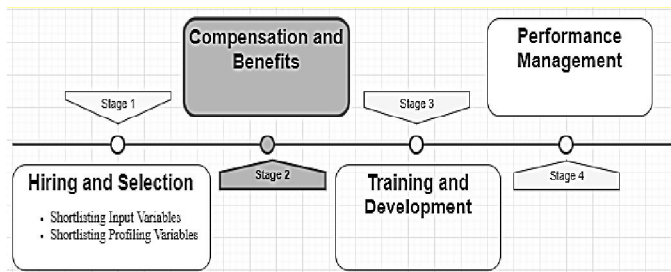 Compensation and
Benefits
Performance
Management
Stage 1
Stage 3
Hiring and Selection
• Shortlisting Input Variables
• Shortlisting Profiling Variables
Stage 2
Training and
Development
Stage 4